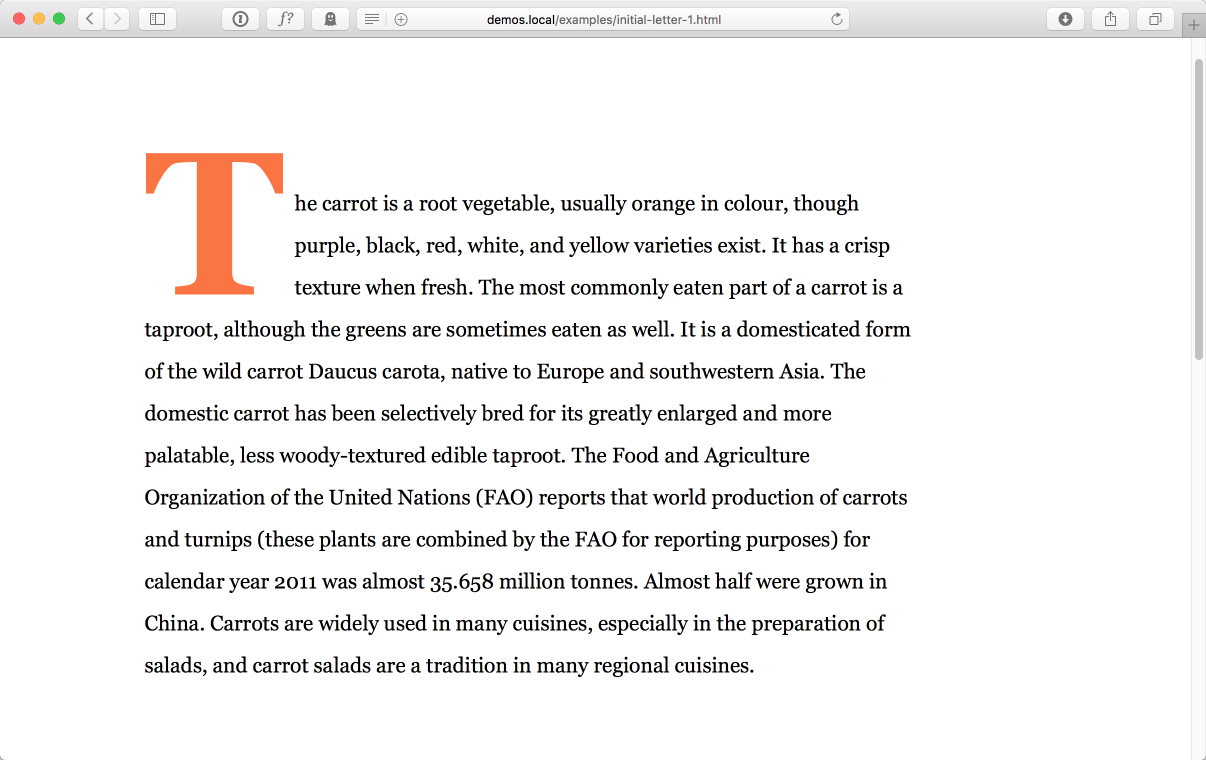 f?
demos.local/examples/initial-letter-1.html
The carrot is a root vegetable, usually orange in colour, though
purple, black, red, white, and yellow varieties exist. It has a crisp
texture when fresh. The most commonly eaten part of a carrot is a
taproot, although the greens are sometimes eaten as well. It is a domesticated form
of the wild carrot Daucus carota, native to Europe and southwestern Asia. The
domestic carrot has been selectively bred for its greatly enlarged and more
palatable, less woody-textured edible taproot. The Food and Agriculture
Organization of the United Nations (FAO) reports that world production of carrots
and turnips (these plants are combined by the FAO for reporting purposes) for
calendar year 2011 was almost 35.658 million tonnes. Almost half were grown in
China. Carrots are widely used in many cuisines, especially in the preparation of
salads, and carrot salads are a tradition in many regional cuisines.